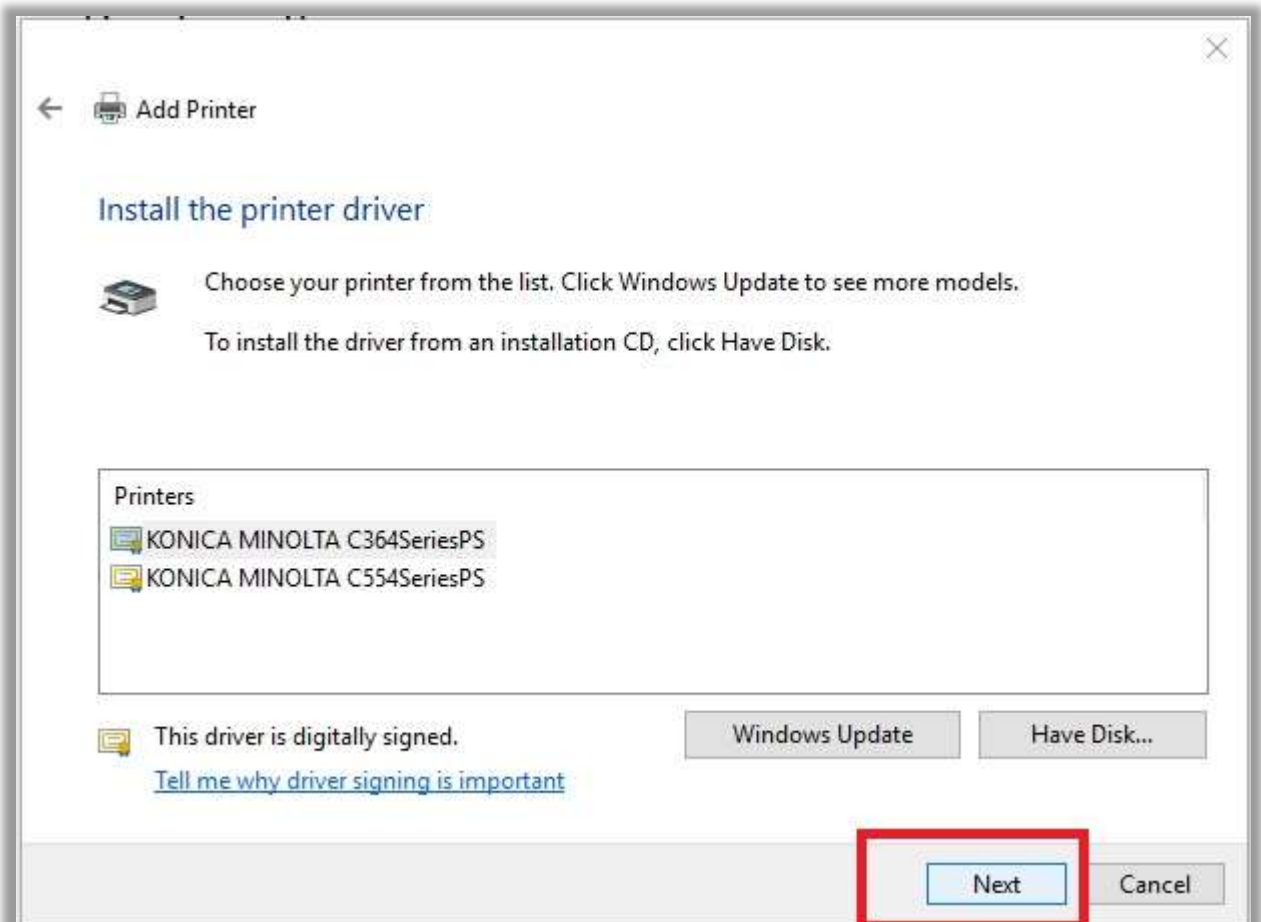 Add Printer
Install the printer driver
Choose your printer from the list. Click Windows Update to see more models.
To install the driver from an installation CD, click Have Disk.
Printers
KONICA MINOLTA C364SeriesPS
KONICA MINOLTA C554SeriesPS
This driver is digitally signed.
Windows Update
Have Disk...
Tell me why driver signing is important
Next
Cancel